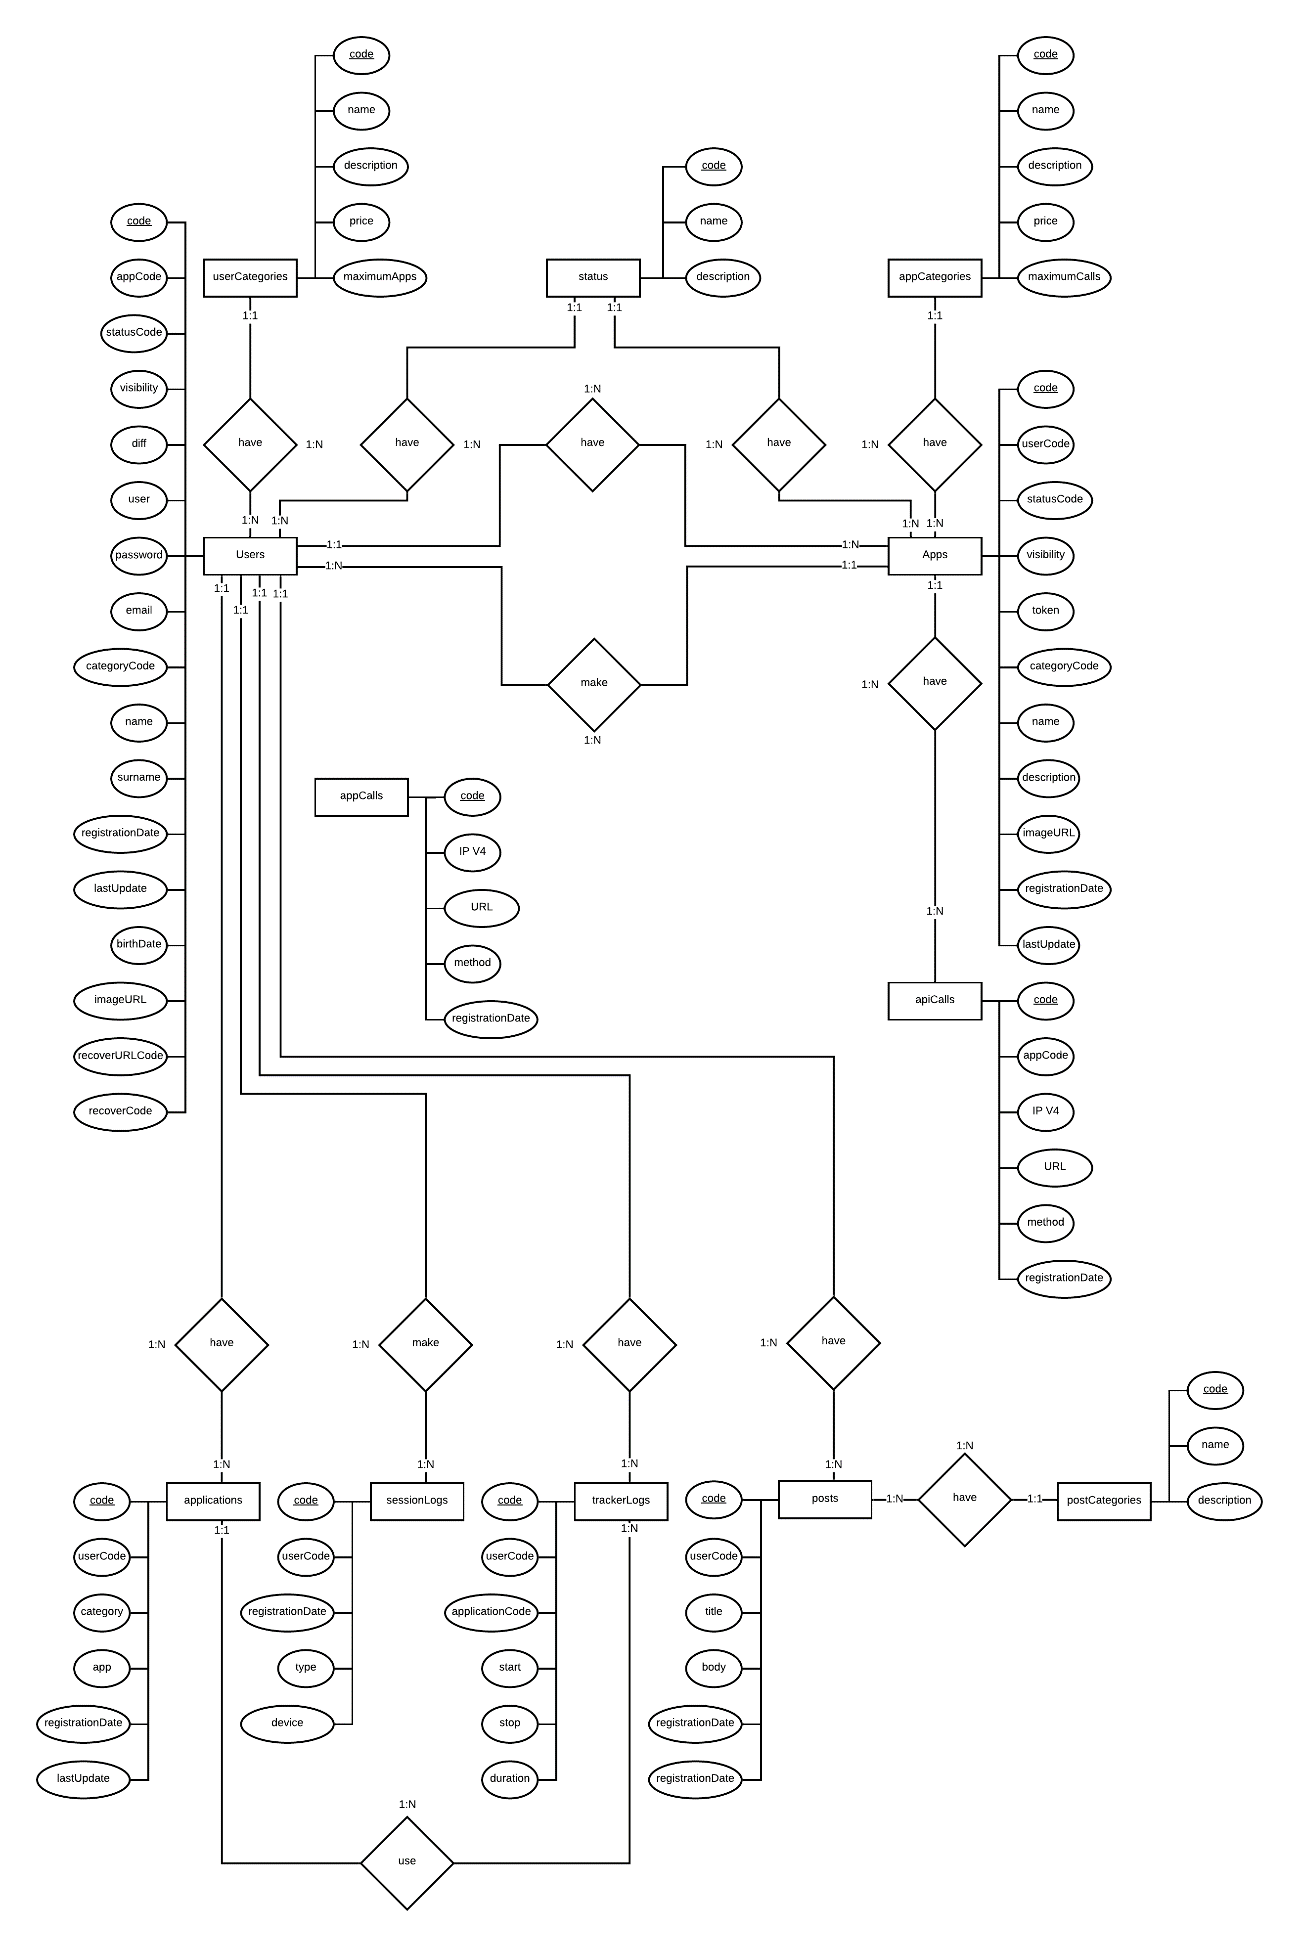 code
name
description
price
maximumApps
userCategories
code
name
description
status
code
name
description
price
maximumCalls
appCategories
code
appCode
statusCode
visibility
diff
user
password
email
categoryCode
name
surname
registrationDate
lastUpdate
birthDate
imageURL
recoverURLCode
recoverCode
1:1
1:1
1:1
1:1
have
1:N
have
1:N
1:N
have
1:N
have
1:N
have
1:N
1:N
1:N
1:N
Users
1:1
1:N
1:N
1:1
Apps
1:1
1:1
1:1
1:1
1:1
make
1:N
1:N
have
1:N
code
userCode
statusCode
visibility
token
categoryCode
name
description
imageURL
registrationDate
lastUpdate
appCalls
code
IP V4
URL
method
registrationDate
apiCalls
code
appCode
IP V4
URL
method
registrationDate
1:N
have
1:N
make
1:N
have
1:N
have
1:N
1:N
1:N
1:N
code
applications
1:1
userCode
category
app
registrationDate
lastUpdate
code
sessionLogs
userCode
registrationDate
type
device
code
trackerLogs
1:N
userCode
applicationCode
start
stop
duration
code
posts
userCode
title
body
registrationDate
registrationDate
1:N
1:N
have
1:1
postCategories
code
name
description
1:N
use